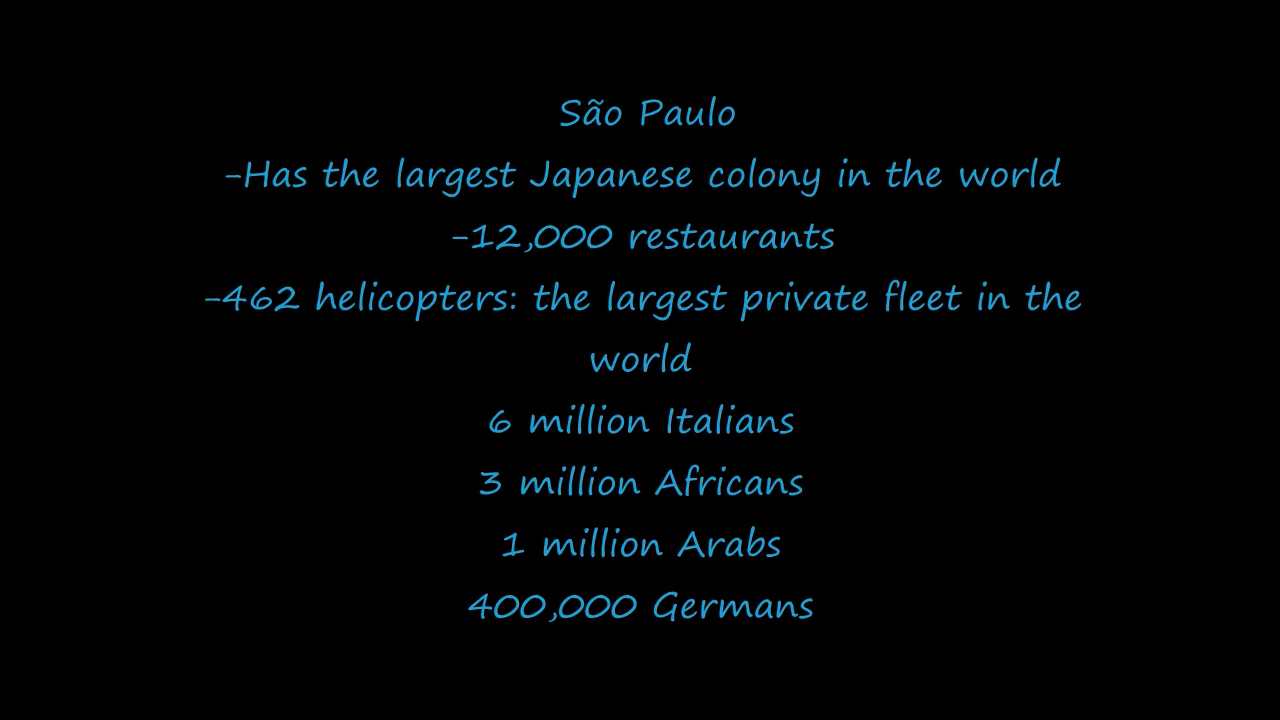 São Paulo
-Has the largest Japanese colony in the world
-12,000 restaurants
-462 helicopters: the largest private fleet in the
world
6 million Italians
3 million Africans
1 million Arabs
400,000 Germans